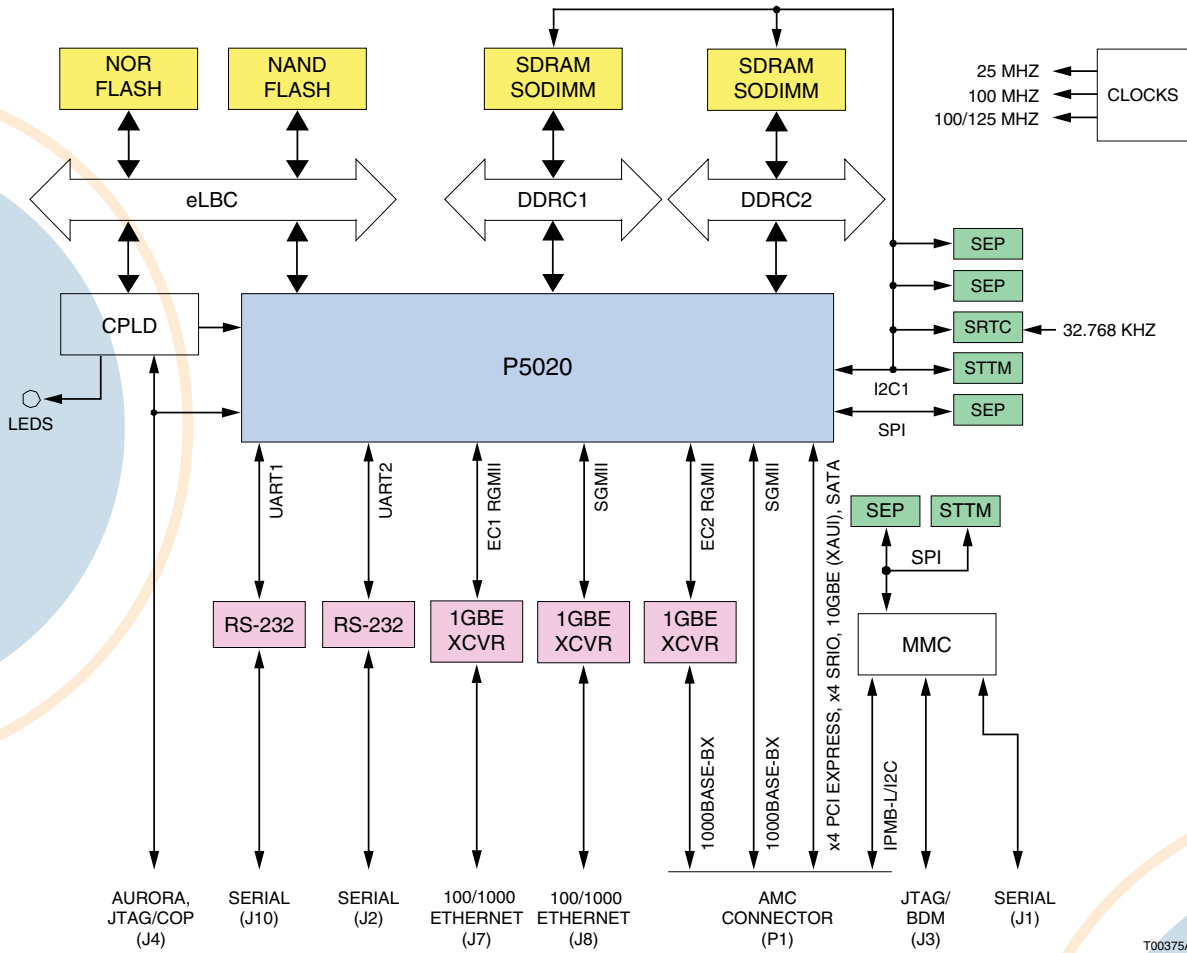 NOR
FLASH
NAND
FLASH
SDRAM
SODIMM
SDRAM
SODIMM
25 MHZ
100 MHZ
100/125 MHZ
CLOCKS
eLBC
DDRC1
DDRC2
SEP
SEP
SRTC
32.768 KHZ
STTM
I2C1
SEP
SPI
CPLD
P5020
LEDS
UART1
UART2
EC1 RGMII
SGMII
EC2 RGMII
SGMII
x4 PCI EXPRESS, x4 SRIO, 10GBE (XAUI), SATA
SEP
STTM
SPI
RS-232
RS-232
1GBE
XCVR
1GBE
XCVR
1GBE
XCVR
MMC
1000BASE-BX
1000BASE-BX
IPMB-L/I2C
AURORA,
JTAG/COP
(J4)
SERIAL
(J10)
SERIAL
(J2)
100/1000
ETHERNET
(J7)
100/1000
ETHERNET
(J8)
AMC
CONNECTOR
(P1)
JTAG/
BDM
(J3)
SERIAL
(J1)
T00375A